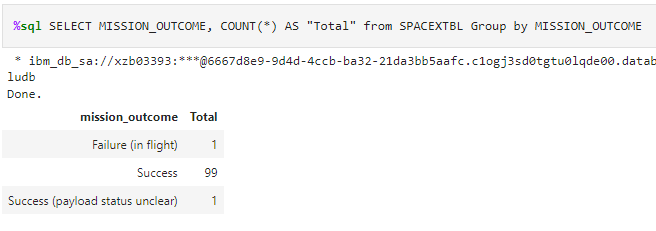 %sql SELECT MISSION_OUTCOME, COUNT(*) AS "Total" from SPACEXTBL Group by MISSION_OUTCOME
* ibm_db_sa://xzb03393:***@6667d8e9-9d4d-4ccb-ba32-21da3bb5aafc.c1ogj3sd0tgtu0lqde00.datab
ludb
Done.
mission_outcome Total
Failure (in flight) 1
Success 99
Success (payload status unclear) 1